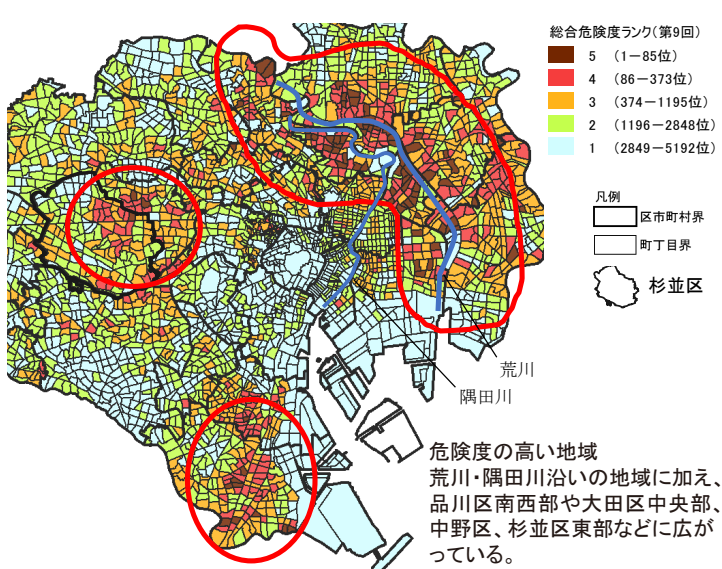 総合危険度ランク(第9回)
5 (1－85位)
4 (86－373位)
3 (374－1195位)
2 (1196－2848位)
1 (2849－5192位)
凡例
区市町村界
町丁目界
杉並区
荒川
隅田川
危険度の高い地域
荒川・隅田川沿いの地域に加え、
品川区南西部や大田区中央部、
中野区、杉並区東部などに広が
っている。